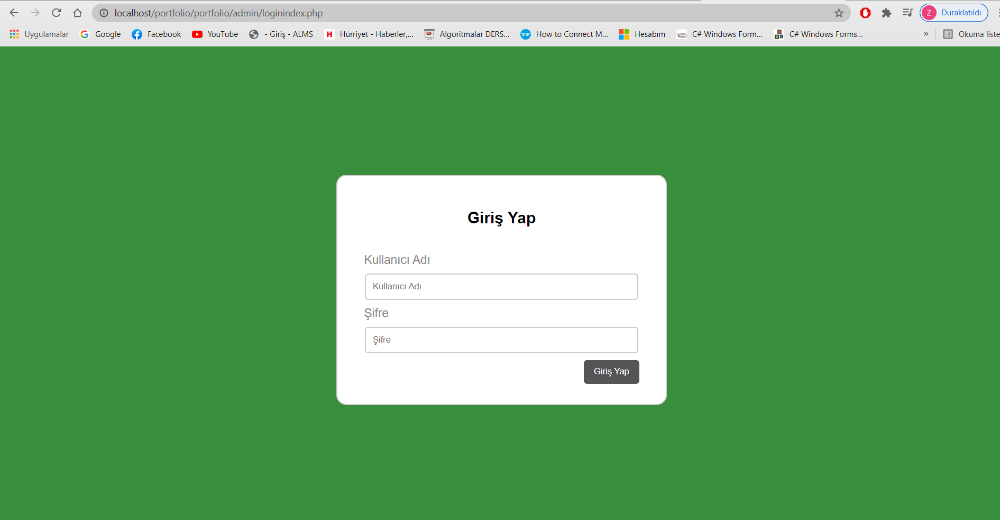 localhost/portfolio/portfolio/admin/loginindex.php
Z Duraklatıldı
Uygulamalar Google Facebook YouTube - Giriş - ALMS H Hürriyet - Haberler,... Algoritmalar DERS... TF How to Connect M... Hesabım C# Windows Form... C# Windows Forms... » Okuma liste
Giriş Yap
Kullanıcı Adı
Kullanıcı Adı
Şifre
Şifre
Giriş Yap